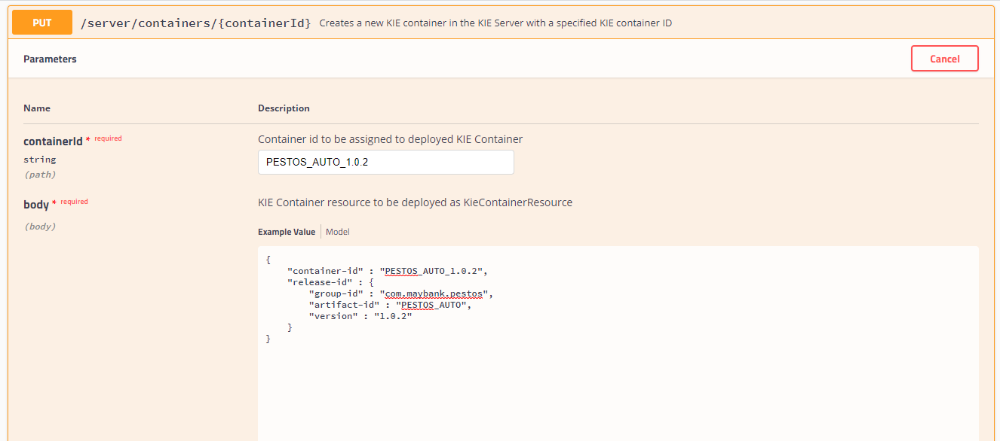 PUT /server/containers/{containerId} Creates a new KIE container in the KIE Server with a specified KIE container ID
Parameters Cancel
Name Description
containerId * required Container id to be assigned to deployed KIE Container
string PESTOS_AUTO_1.0.2
(path)
body * required KIE Container resource to be deployed as KieContainerResource
(body)
Example Value Model
{
    "container-id" : "PESTOS_AUTO_1.0.2",
    "release-id" : {
        "group-id" : "com.maybank.pestos",
        "artifact-id" : "PESTOS_AUTO",
        "version" : "1.0.2"
    }
}